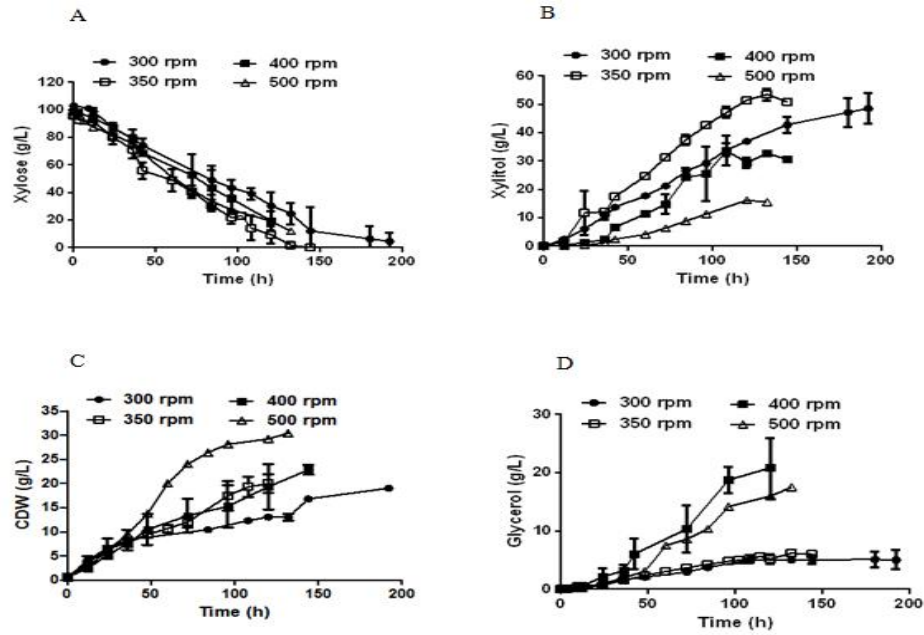 A
300 rpm 400 rpm
350 rpm 500 rpm
Xylose (g/L)
120
100
80
60
40
20
0
0 50 100 150 200
Time (h)
B
300 rpm 400 rpm
350 rpm 500 rpm
Xylitol (g/L)
60
50
40
30
20
10
0
0 50 100 150 200
Time (h)
C
300 rpm 400 rpm
350 rpm 500 rpm
CDW (g/L)
35
30
25
20
15
10
5
0
0 50 100 150 200
Time (h)
D
300 rpm 400 rpm
350 rpm 500 rpm
Glycerol (g/L)
30
20
10
0
0 50 100 150 200
Time (h)